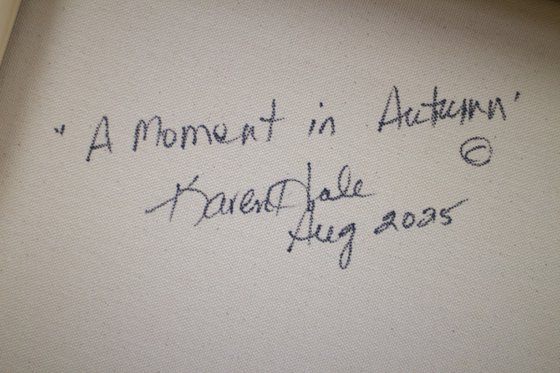 "A Moment in Autumn'
©
Karen Hale
Aug 2025